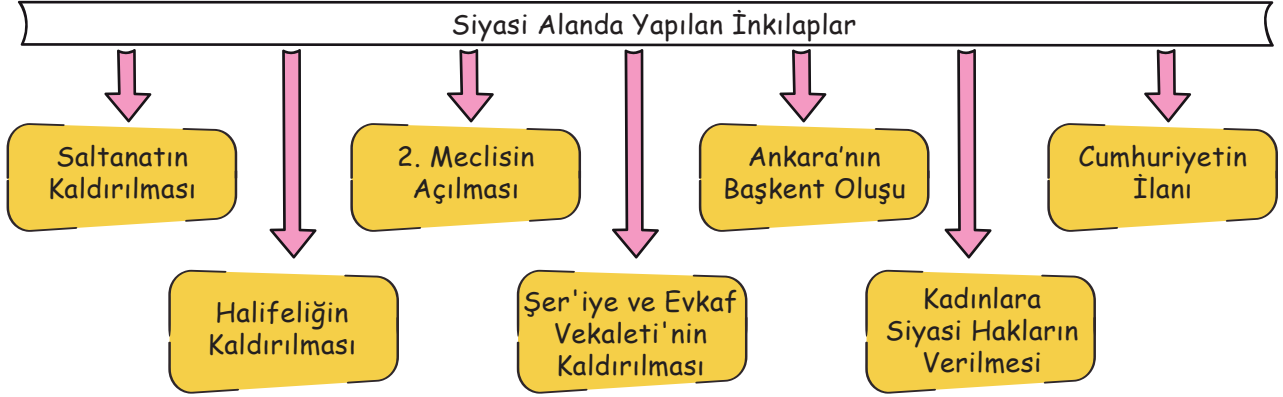 Siyasi Alanda Yapılan İnkılaplar
Saltanatın
Kaldırılması
2. Meclisin
Açılması
Ankara’nın
Başkent Oluşu
Cumhuriyetin
İlanı
Halifeliğin
Kaldırılması
Şer'iye ve Evkaf
Vekaleti'nin
Kaldırılması
Kadınlara
Siyasi Hakların
Verilmesi